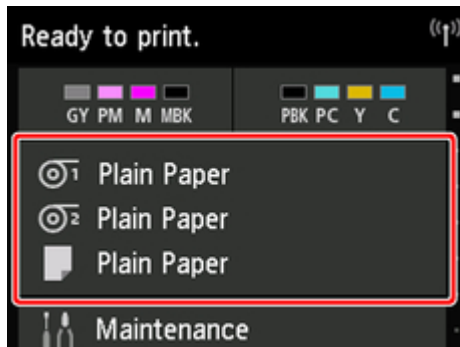 Ready to print.
GY PM M MBK PBK PC Y C
1 Plain Paper
2 Plain Paper
Plain Paper
Maintenance